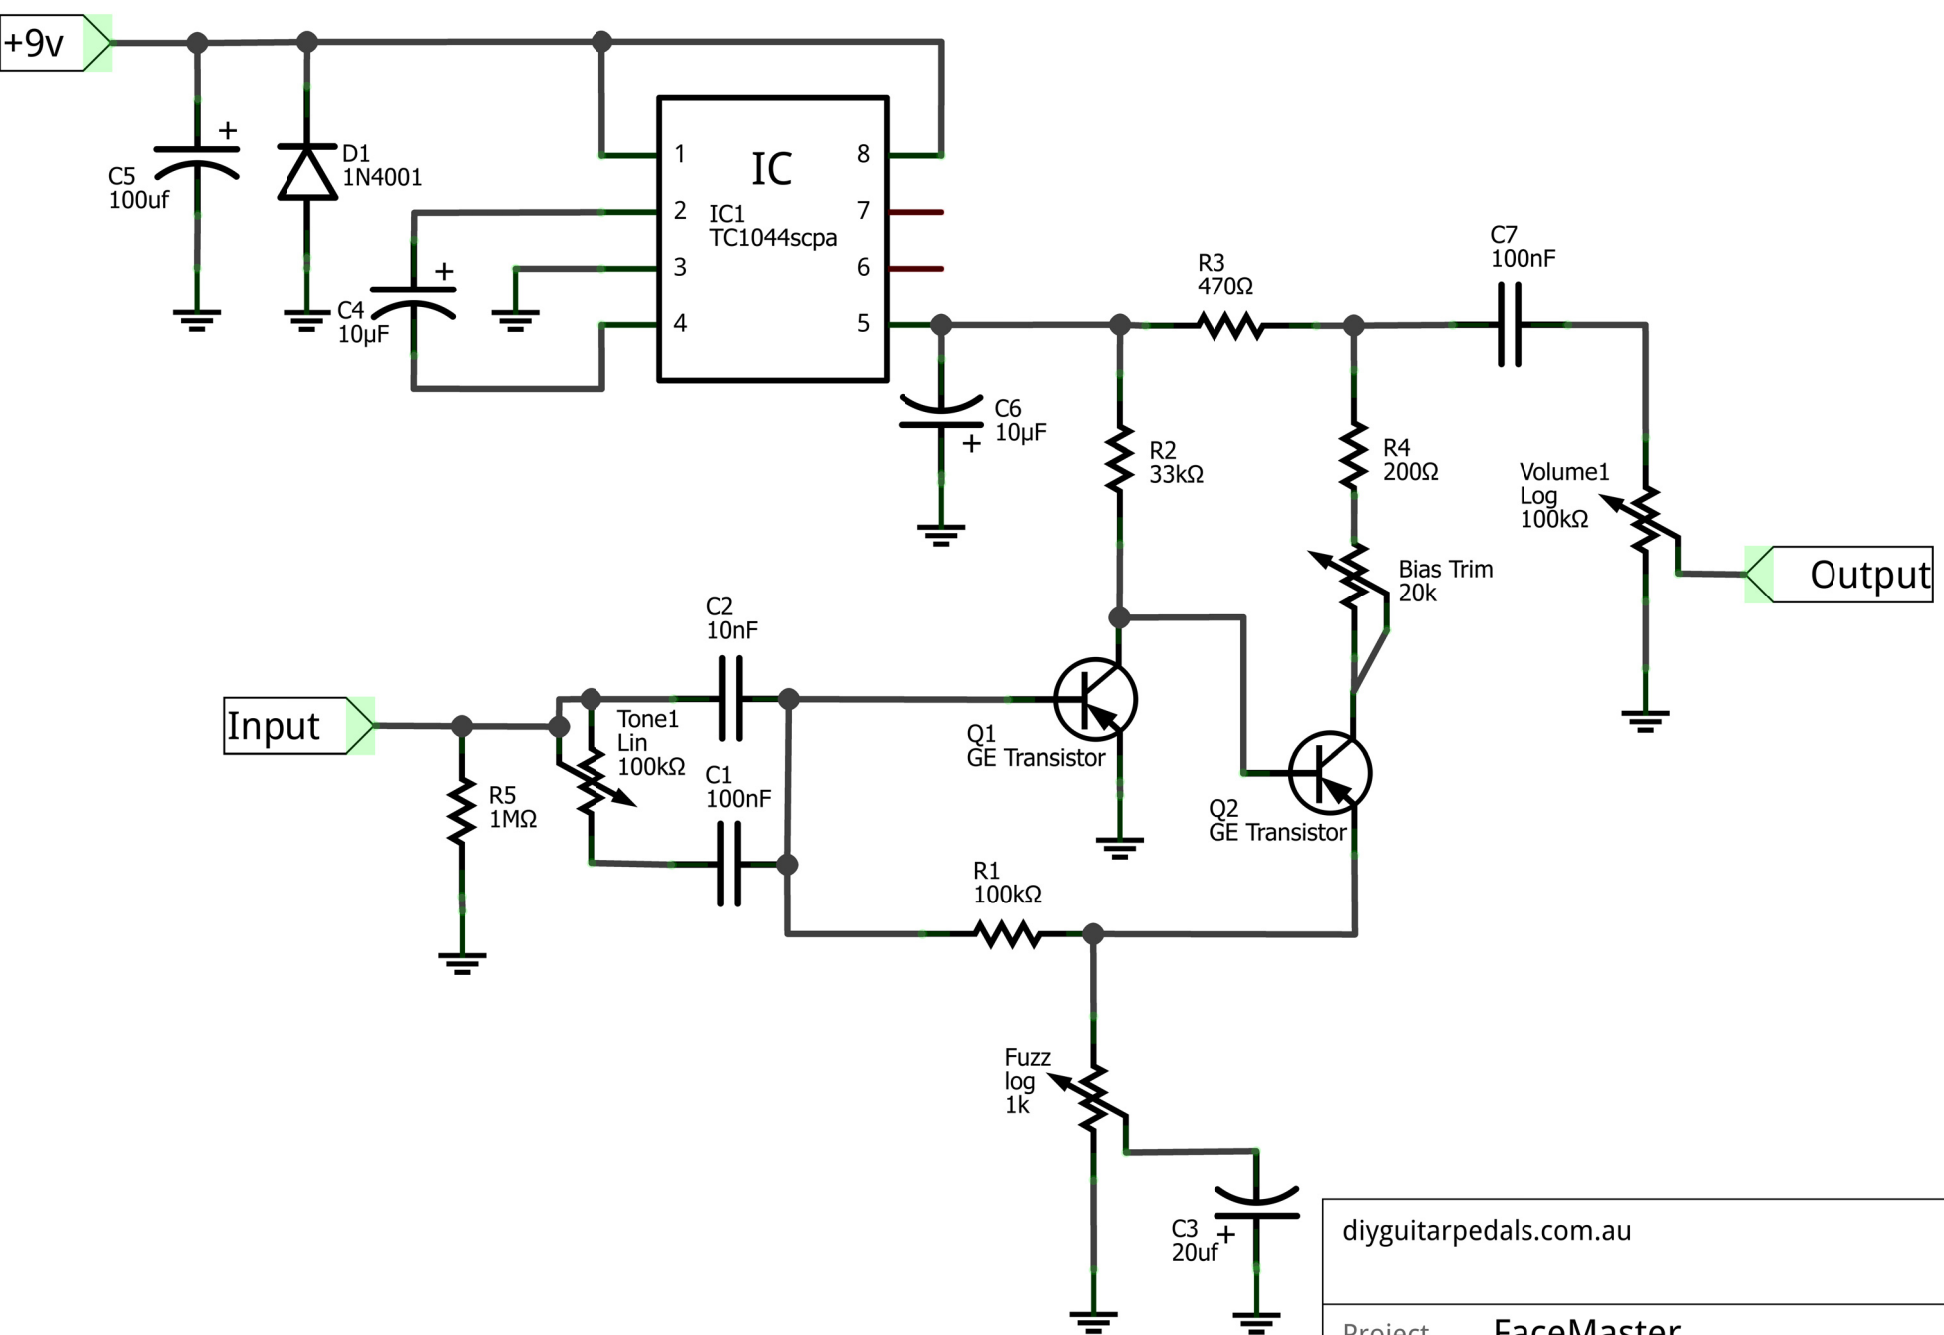 +9v
+
C5
100uf
D1
1N4001
+
C4
10µF
1
2
3
4
IC
IC1
TC1044scpa
8
7
6
5
C6
10µF
+
R3
470Ω
C7
100nF
R2
33kΩ
R4
200Ω
Volume1
Log
100kΩ
Bias Trim
20k
Output
C2
10nF
Input
Tone1
Lin
100kΩ
C1
100nF
R5
1MΩ
Q1
GE Transistor
Q2
GE Transistor
R1
100kΩ
Fuzz
log
1k
C3
20uf
+
diyguitarpedals.com.au
Project
FaceMaster